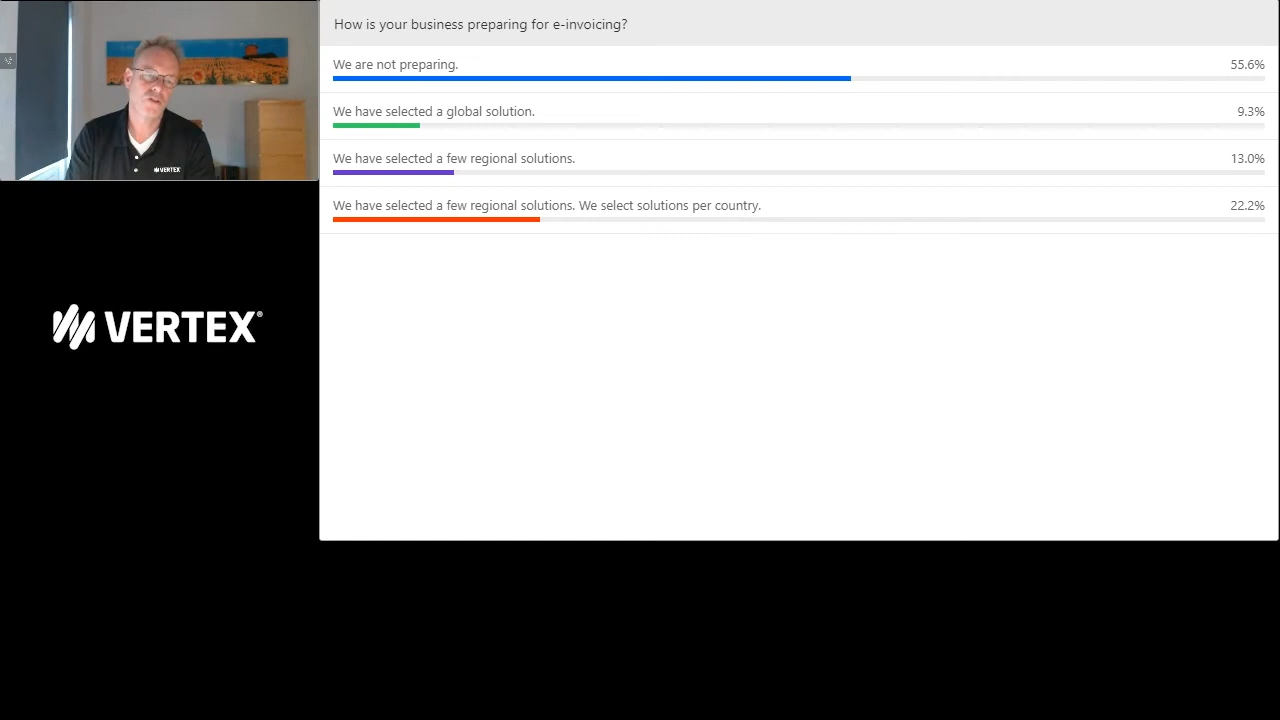 How is your business preparing for e-invoicing?
We are not preparing. 55.6%
We have selected a global solution. 9.3%
We have selected a few regional solutions. 13.0%
We have selected a few regional solutions. We select solutions per country. 22.2%
VERTEX
VERTEX®